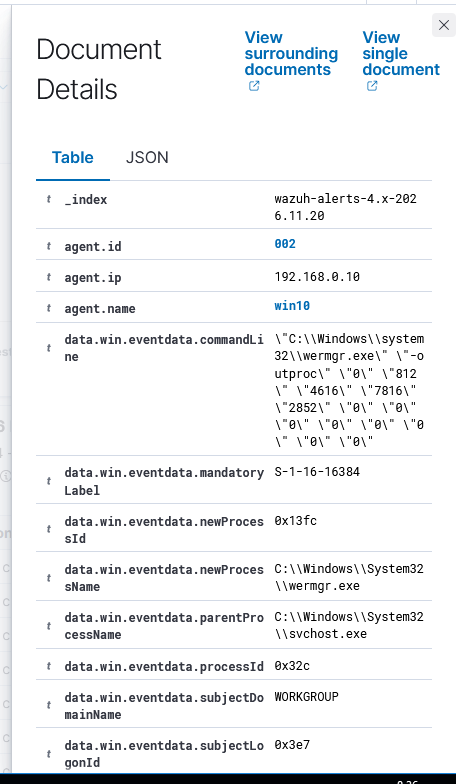 Document
Details
View
surrounding
documents
View
single
document
Table
JSON
t _index
wazuh-alerts-4.x-202
6.11.20
t agent.id
002
t agent.ip
192.168.0.10
t agent.name
win10
t data.win.eventdata.commandLi
ne
\"C:\\Windows\\system
32\\wermgr.exe\" \"-o
utproc\" \"0\" \"812
\" \"4616\" \"7816\"
\"2852\" \"0\" \"0\"
\"0\" \"0\" \"0\" \"0
\" \"0\" \"0\"
t data.win.eventdata.mandatory
Label
S-1-16-16384
t data.win.eventdata.newProces
sId
0x13fc
t data.win.eventdata.newProces
sName
C:\\Windows\\System32
\\wermgr.exe
t data.win.eventdata.parentPro
cessName
C:\\Windows\\System32
\\svchost.exe
t data.win.eventdata.processId
0x32c
t data.win.eventdata.subjectDo
mainName
WORKGROUP
t data.win.eventdata.subjectLo
gonId
0x3e7